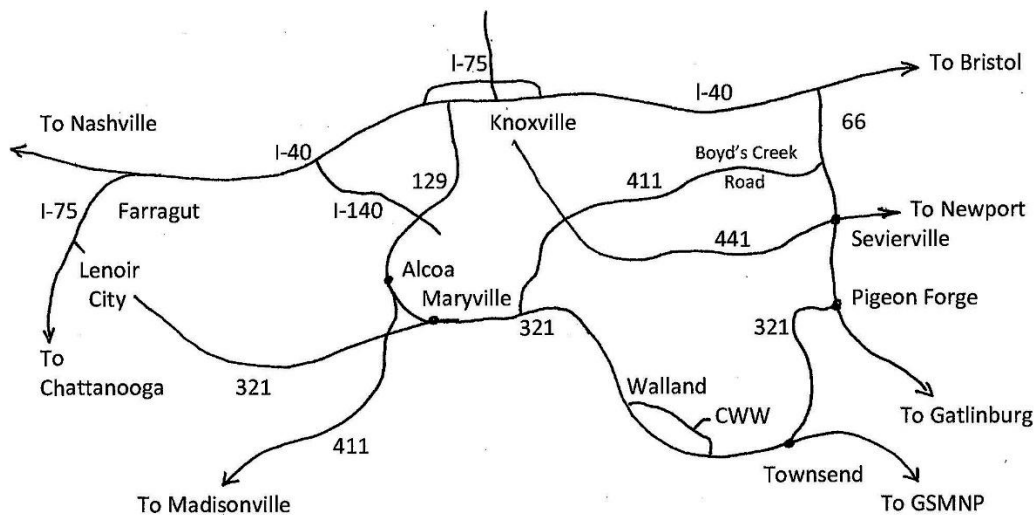 I-75
To Bristol
I-40
To Nashville
Knoxville
66
I-40
Boyd's Creek
Road
129
411
I-75
Farragut
I-140
To Newport
Sevierville
441
Lenoir
City
Alcoa
Maryville
Pigeon Forge
321
321
To
Chattanooga
321
Walland
CWW
To Gatlinburg
411
Townsend
To Madisonville
To GSMNP